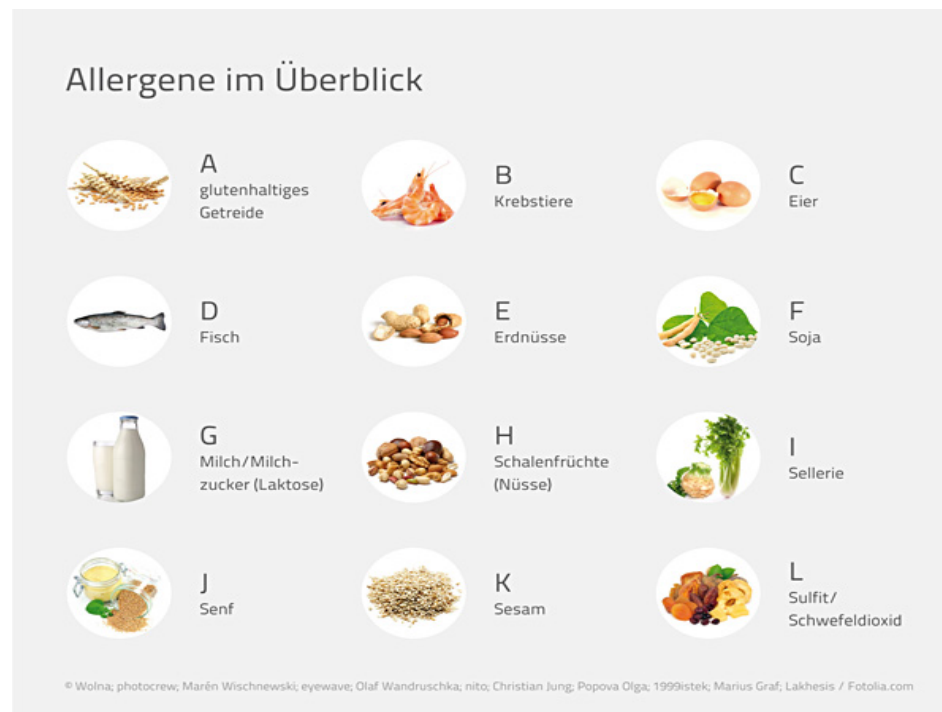 Allergene im Überblick
A
glutenhaltiges
Getreide
B
Krebstiere
C
Eier
D
Fisch
E
Erdnüsse
F
Soja
G
Milch/Milch-
zucker (Laktose)
H
Schalenfrüchte
(Nüsse)
I
Sellerie
J
Senf
K
Sesam
L
Sulfit/
Schwefeldioxid
© Wolna; photocrew; Marén Wischnewski; eyewave; Olaf Wandruschka; nito; Christian Jung; Popova Olga; 1999istek; Marius Graf; Lakhesis / Fotolia.com